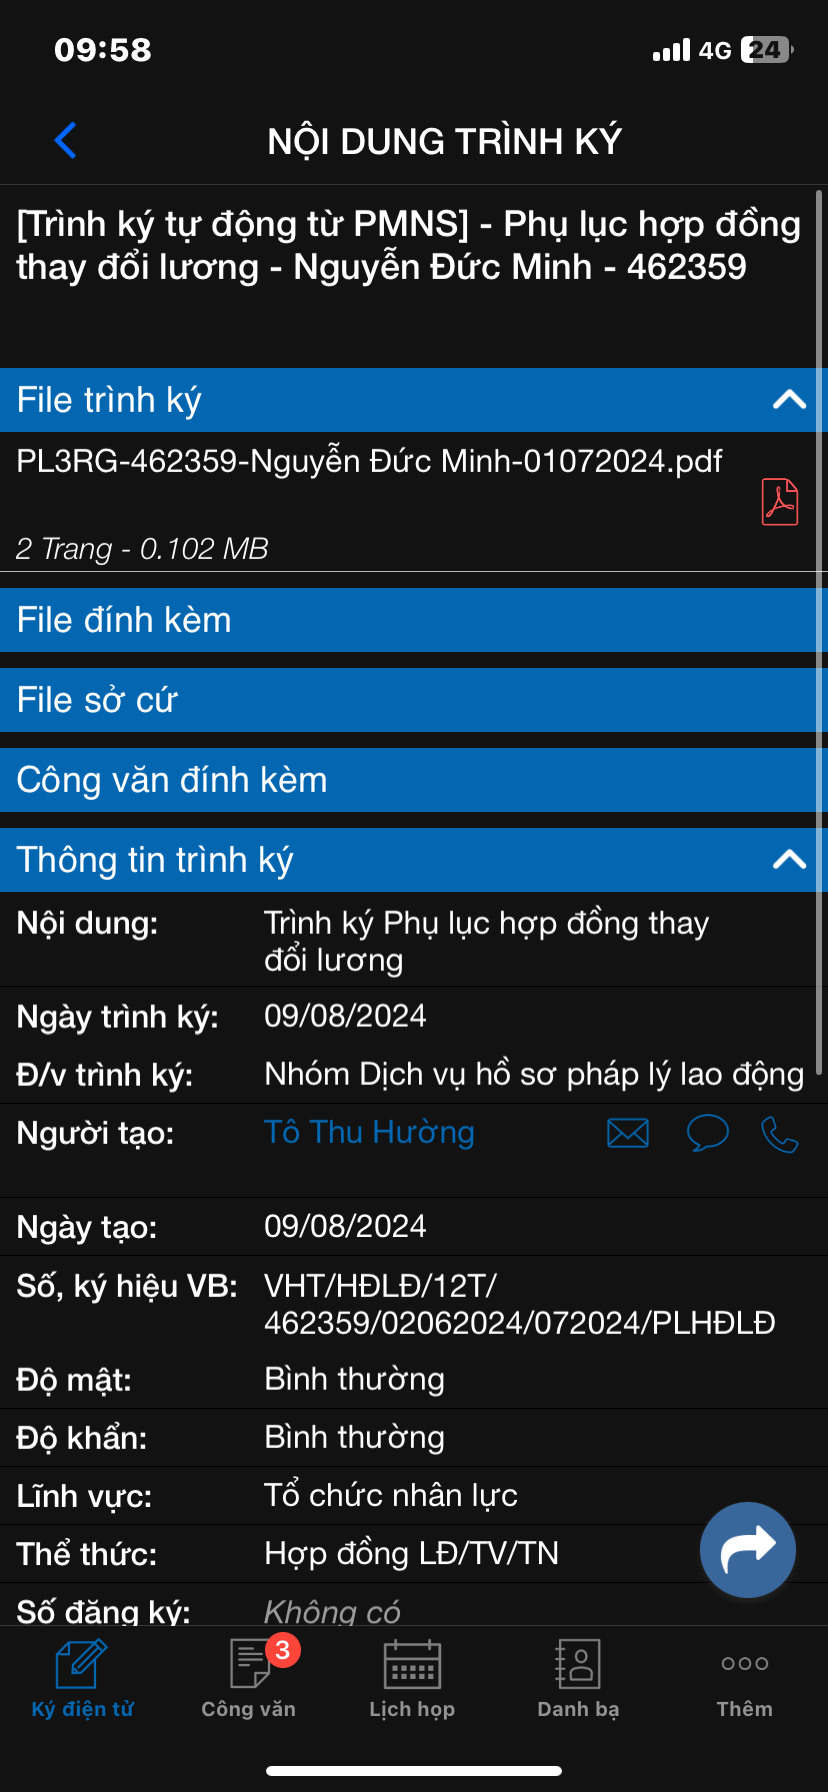 09:58
4G 24
NỘI DUNG TRÌNH KÝ
[Trình ký tự động từ PMNS] - Phụ lục hợp đồng
thay đổi lương - Nguyễn Đức Minh - 462359
File trình ký
PL3RG-462359-Nguyễn Đức Minh-01072024.pdf
2 Trang - 0.102 MB
File đính kèm
File sở cứ
Công văn đính kèm
Thông tin trình ký
Nội dung: Trình ký Phụ lục hợp đồng thay
đổi lương
Ngày trình ký: 09/08/2024
Đ/v trình ký: Nhóm Dịch vụ hồ sơ pháp lý lao động
Người tạo: Tô Thu Hường
Ngày tạo: 09/08/2024
Số, ký hiệu VB: VHT/HĐLĐ/12T/
462359/02062024/072024/PLHĐLĐ
Độ mật: Bình thường
Độ khẩn: Bình thường
Lĩnh vực: Tổ chức nhân lực
Thể thức: Hợp đồng LĐ/TV/TN
Số đăng ký: Không có
3
Ký điện tử Công văn Lịch họp Danh bạ Thêm